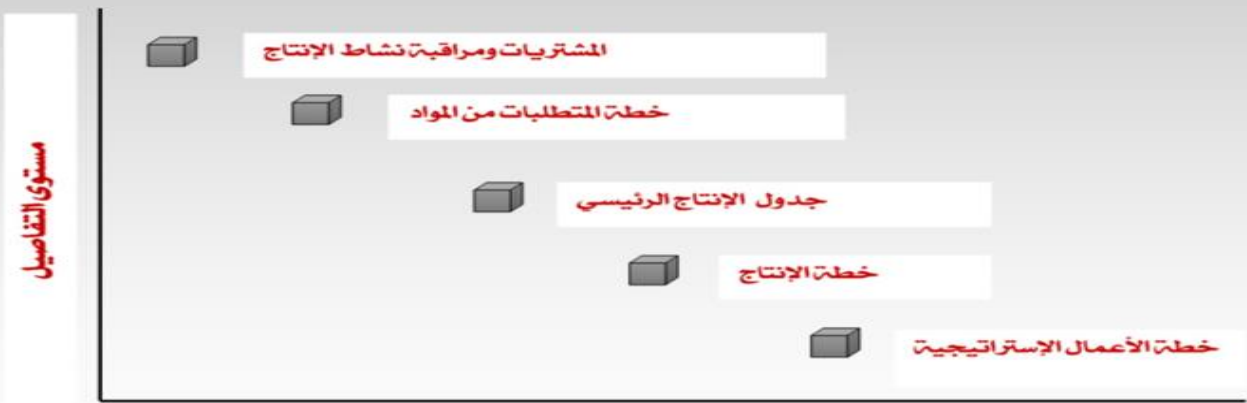 المشتريات ومراقبة نشاط الإنتاج
خطة المتطلبات من المواد
جدول الإنتاج الرئيسي
خطة الإنتاج
خطة الأعمال الإستراتيجية
مستوى التفاصيل